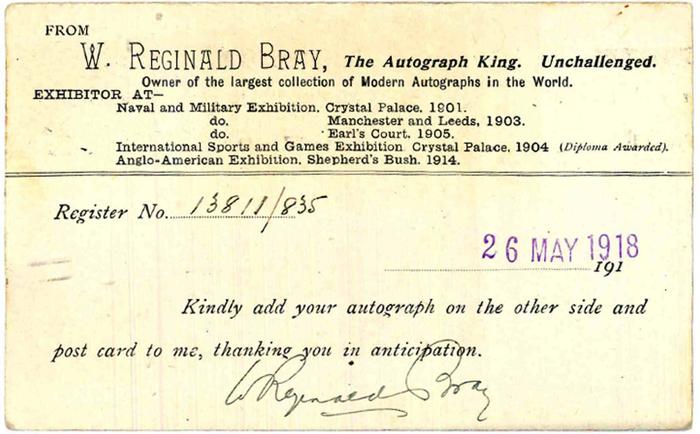 FROM
W. REGINALD BRAY, The Autograph King. Unchallenged.
Owner of the largest collection of Modern Autographs in the World.
EXHIBITOR AT—
Naval and Military Exhibition, Crystal Palace, 1901.
do. Manchester and Leeds, 1903.
do. Earl's Court, 1905.
International Sports and Games Exhibition Crystal Palace, 1904 (Diploma Awarded).
Anglo-American Exhibition, Shepherd's Bush, 1914.
Register No. 13811/835
26 MAY 1918
191
Kindly add your autograph on the other side and
post card to me, thanking you in anticipation.
W Reginald Bray